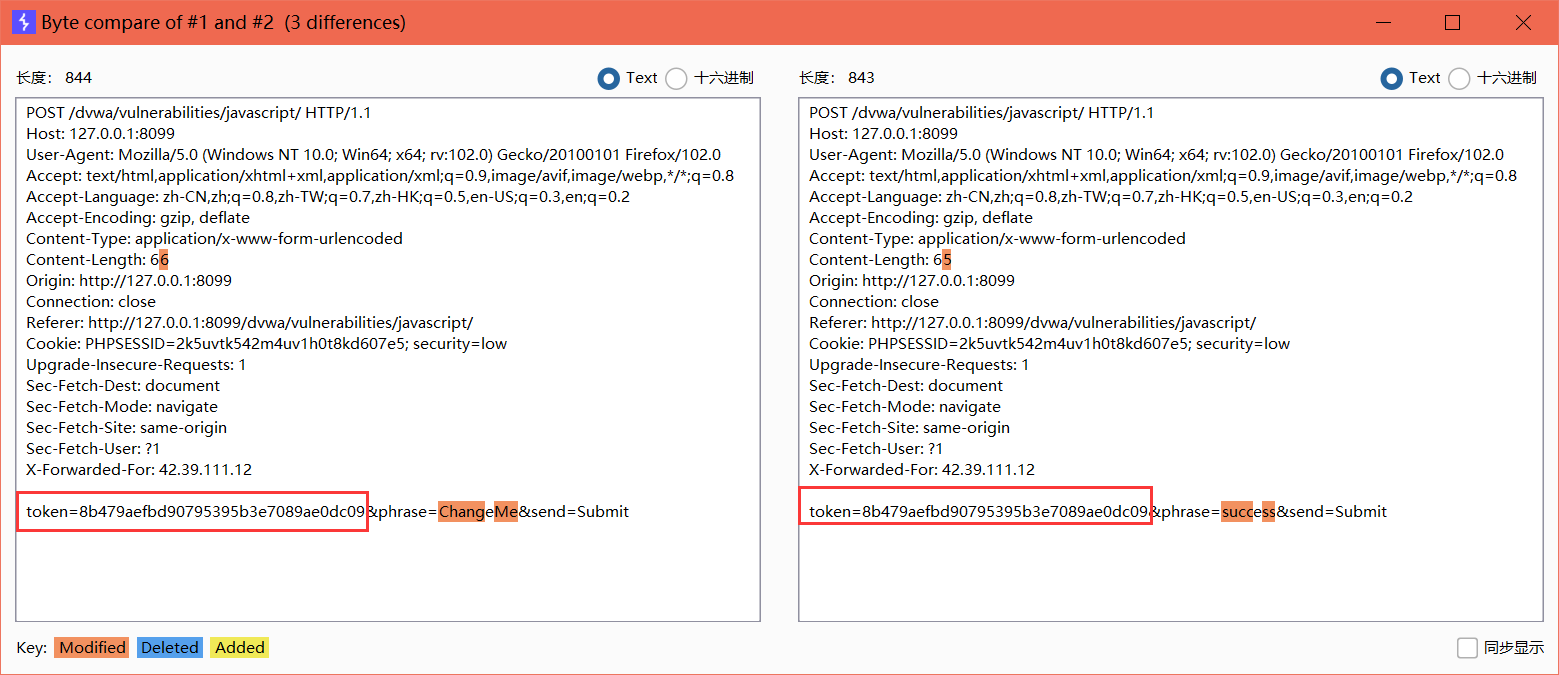 Byte compare of #1 and #2 (3 differences)
长度： 844
Text
十六进制
POST /dvwa/vulnerabilities/javascript/ HTTP/1.1
Host: 127.0.0.1:8099
User-Agent: Mozilla/5.0 (Windows NT 10.0; Win64; x64; rv:102.0) Gecko/20100101 Firefox/102.0
Accept: text/html,application/xhtml+xml,application/xml;q=0.9,image/avif,image/webp,*/*;q=0.8
Accept-Language: zh-CN,zh;q=0.8,zh-TW;q=0.7,zh-HK;q=0.5,en-US;q=0.3,en;q=0.2
Accept-Encoding: gzip, deflate
Content-Type: application/x-www-form-urlencoded
Content-Length: 66
Origin: http://127.0.0.1:8099
Connection: close
Referer: http://127.0.0.1:8099/dvwa/vulnerabilities/javascript/
Cookie: PHPSESSID=2k5uvtk542m4uv1h0t8kd607e5; security=low
Upgrade-Insecure-Requests: 1
Sec-Fetch-Dest: document
Sec-Fetch-Mode: navigate
Sec-Fetch-Site: same-origin
Sec-Fetch-User: ?1
X-Forwarded-For: 42.39.111.12
token=8b479aefbd90795395b3e7089ae0dc09&phrase=ChangeMe&send=Submit
长度： 843
Text
十六进制
POST /dvwa/vulnerabilities/javascript/ HTTP/1.1
Host: 127.0.0.1:8099
User-Agent: Mozilla/5.0 (Windows NT 10.0; Win64; x64; rv:102.0) Gecko/20100101 Firefox/102.0
Accept: text/html,application/xhtml+xml,application/xml;q=0.9,image/avif,image/webp,*/*;q=0.8
Accept-Language: zh-CN,zh;q=0.8,zh-TW;q=0.7,zh-HK;q=0.5,en-US;q=0.3,en;q=0.2
Accept-Encoding: gzip, deflate
Content-Type: application/x-www-form-urlencoded
Content-Length: 65
Origin: http://127.0.0.1:8099
Connection: close
Referer: http://127.0.0.1:8099/dvwa/vulnerabilities/javascript/
Cookie: PHPSESSID=2k5uvtk542m4uv1h0t8kd607e5; security=low
Upgrade-Insecure-Requests: 1
Sec-Fetch-Dest: document
Sec-Fetch-Mode: navigate
Sec-Fetch-Site: same-origin
Sec-Fetch-User: ?1
X-Forwarded-For: 42.39.111.12
token=8b479aefbd90795395b3e7089ae0dc09&phrase=success&send=Submit
Key: Modified Deleted Added
同步显示